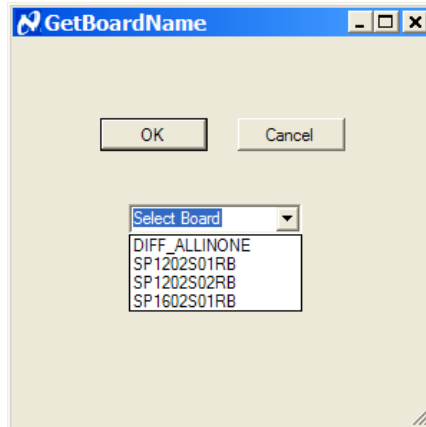 GetBoardName
OK
Cancel
Select Board
DIFF_ALLINONE
SP1202S01RB
SP1202S02RB
SP1602S01RB